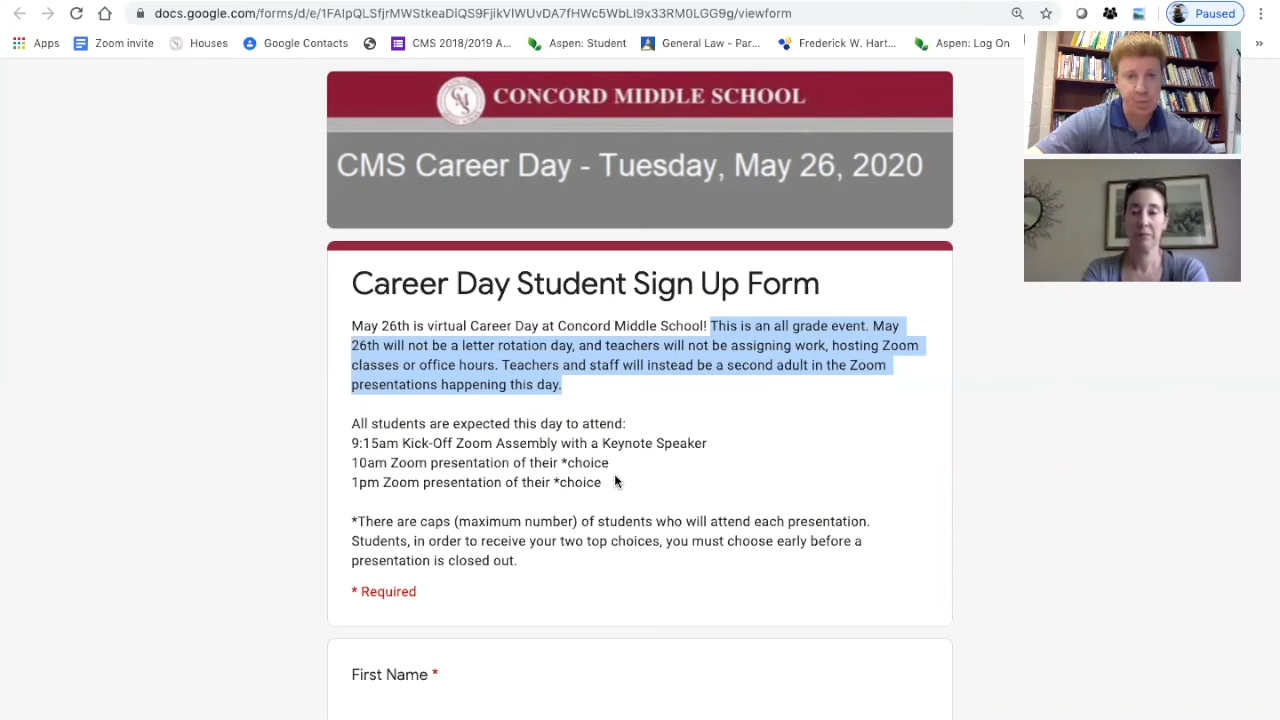 docs.google.com/forms/d/e/1FAIpQLSfjrMWStkeaDiQS9FjikVlWUvDA7fHWc5WbLI9x33RM0LGG9g/viewform
Paused
Apps
Zoom invite
Houses
Google Contacts
CMS 2018/2019 A...
Aspen: Student
General Law - Par...
Frederick W. Hart...
Aspen: Log On
»
CONCORD MIDDLE SCHOOL
CMS Career Day - Tuesday, May 26, 2020
Career Day Student Sign Up Form
May 26th is virtual Career Day at Concord Middle School! This is an all grade event. May
26th will not be a letter rotation day, and teachers will not be assigning work, hosting Zoom
classes or office hours. Teachers and staff will instead be a second adult in the Zoom
presentations happening this day.
All students are expected this day to attend:
9:15am Kick-Off Zoom Assembly with a Keynote Speaker
10am Zoom presentation of their *choice
1pm Zoom presentation of their *choice
*There are caps (maximum number) of students who will attend each presentation.
Students, in order to receive your two top choices, you must choose early before a
presentation is closed out.
* Required
First Name *